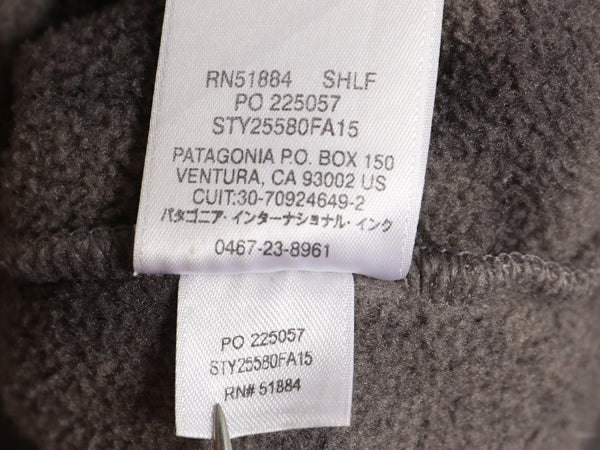 RN51884 SHLF
PO 225057
STY25580FA15
PATAGONIA P.O. BOX 150
VENTURA, CA 93002 US
CUIT:30-70924649-2
パタゴニア・インターナショナル・インク
0467-23-8961
PO 225057
STY25580FA15
RN# 51884